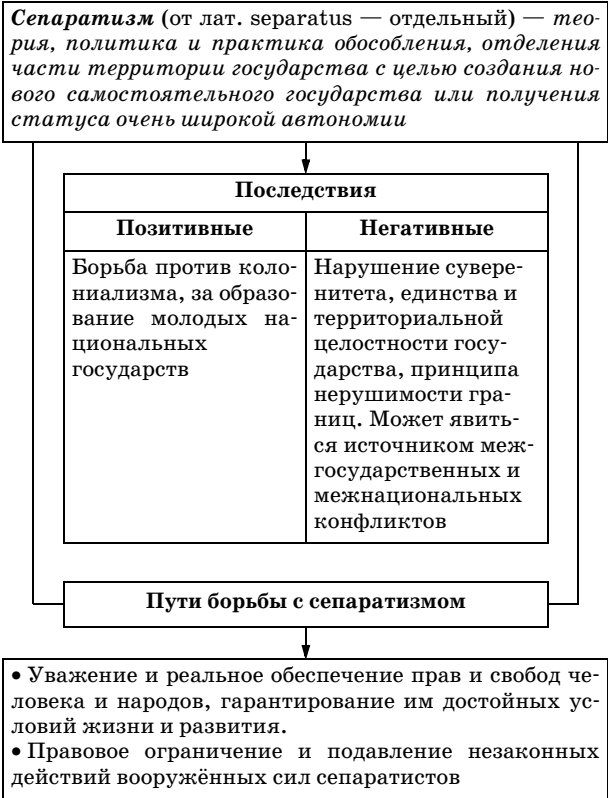 Сепаратизм (от лат. separatus — отдельный) — тео-
рия, политика и практика обособления, отделения
части территории государства с целью создания но-
вого самостоятельного государства или получения
статуса очень широкой автономии
Последствия
Позитивные
Негативные
Борьба против коло-
ниализма, за образо-
вание молодых на-
циональных
государств
Нарушение сувере-
нитета, единства и
территориальной
целостности госу-
дарства, принципа
нерушимости гра-
ниц. Может явить-
ся источником меж-
государственных и
межнациональных
конфликтов
Пути борьбы с сепаратизмом
• Уважение и реальное обеспечение прав и свобод че-
ловека и народов, гарантирование им достойных ус-
ловий жизни и развития.
• Правовое ограничение и подавление незаконных
действий вооружённых сил сепаратистов